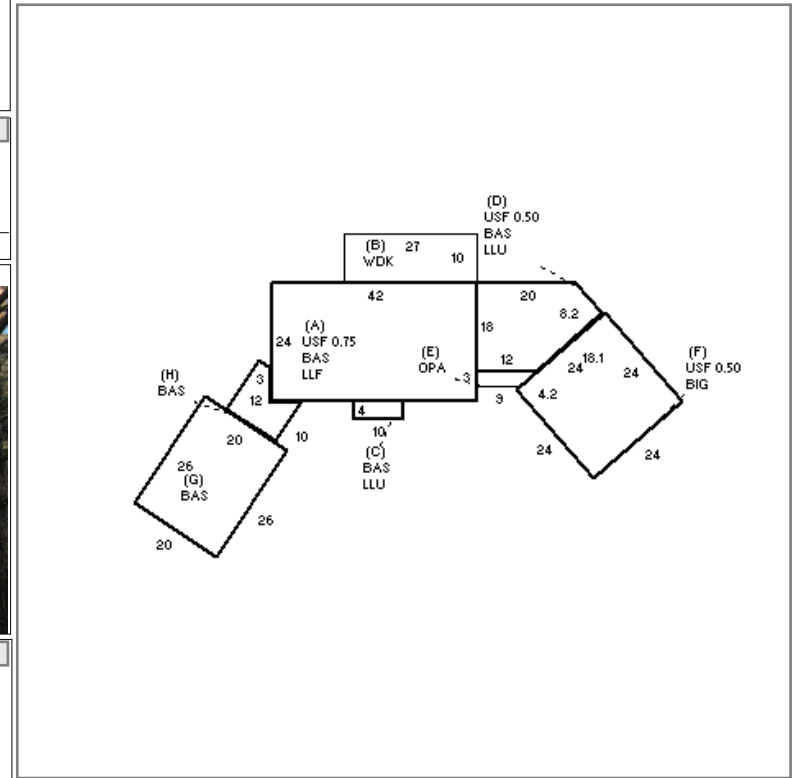 (D)
USF 0.50
BAS
LLU
(B) 27
WDK 10
42
20
8.2
24
(A)
USF 0.75
BAS
LLF
18
(E)
OPA
12
18.1
24
24
(F)
USF 0.50
BIG
(H)
BAS
3
12
3
4.2
9
4
10
20
10
(C)
BAS
LLU
24
24
26
(G)
BAS
26
20